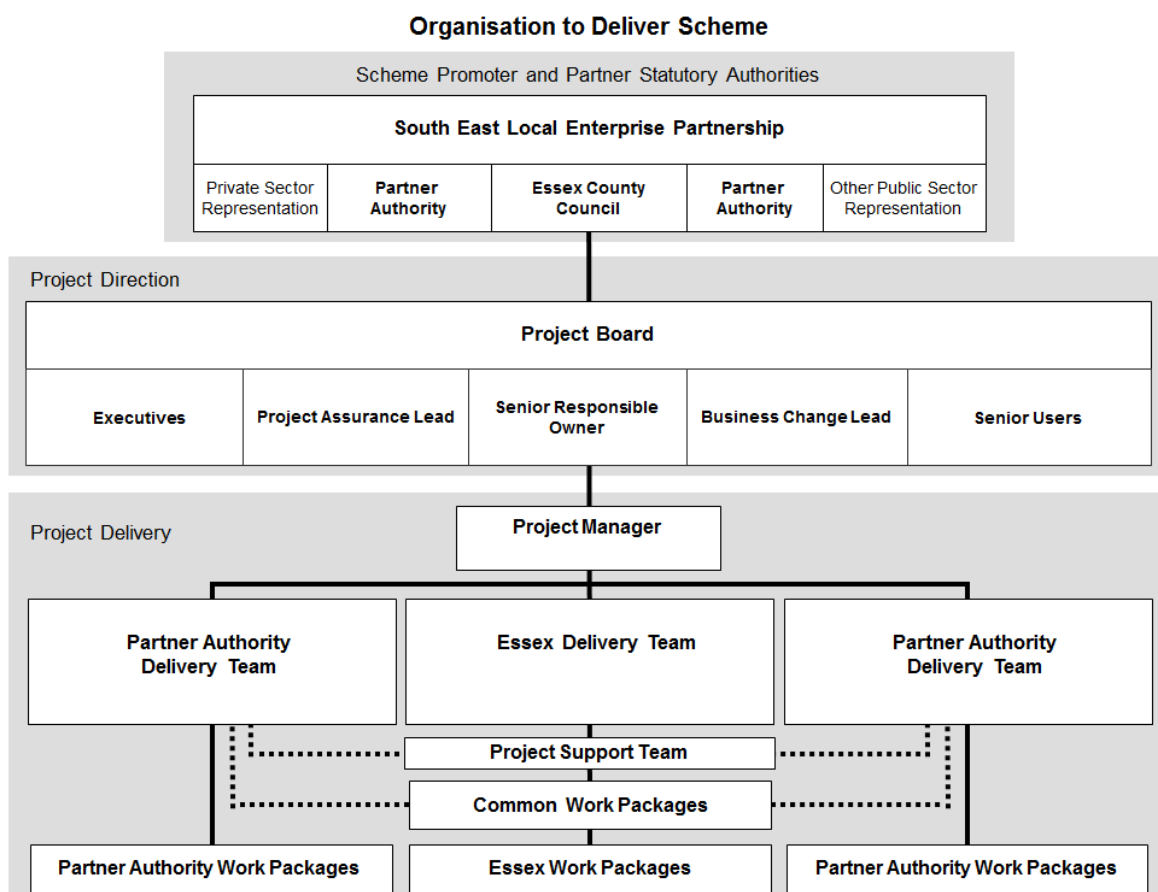 Organisation to Deliver Scheme
Scheme Promoter and Partner Statutory Authorities
South East Local Enterprise Partnership
Private Sector
Representation
Partner
Authority
Essex County
Council
Partner
Authority
Other Public Sector
Representation
Project Direction
Project Board
Executives
Project Assurance Lead
Senior Responsible
Owner
Business Change Lead
Senior Users
Project Delivery
Project Manager
Partner Authority
Delivery Team
Essex Delivery Team
Partner Authority
Delivery Team
Project Support Team
Common Work Packages
Partner Authority Work Packages
Essex Work Packages
Partner Authority Work Packages